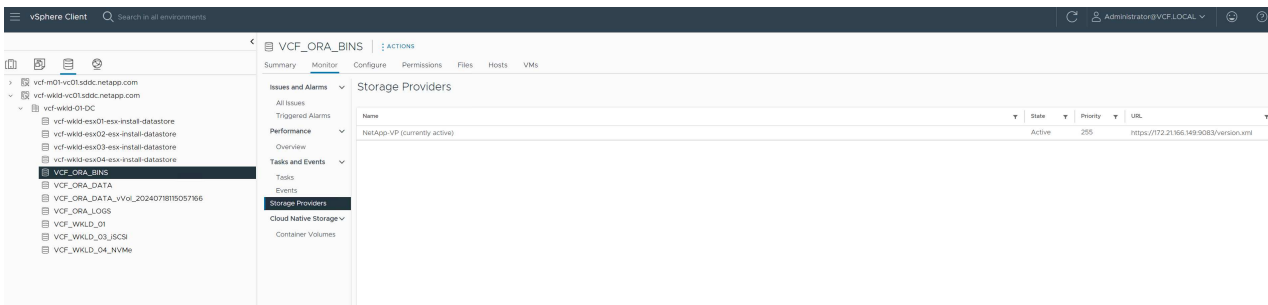 vSphere Client Search in all environments Administrator@VCF.LOCAL
VCF_ORA_BINS ACTIONS
Summary Monitor Configure Permissions Files Hosts VMs
vcf-m01-vc01.sddc.netapp.com
vcf-wkld-vc01.sddc.netapp.com
vcf-wkld-01-DC
vcf-wkld-esx01-esx-install-datastore
vcf-wkld-esx02-esx-install-datastore
vcf-wkld-esx03-esx-install-datastore
vcf-wkld-esx04-esx-install-datastore
VCF_ORA_BINS
VCF_ORA_DATA
VCF_ORA_DATA_vVol_20240718115057166
VCF_ORA_LOGS
VCF_WKLD_01
VCF_WKLD_03_iSCSI
VCF_WKLD_04_NVMe
Issues and Alarms
All Issues
Triggered Alarms
Performance
Overview
Tasks and Events
Tasks
Events
Storage Providers
Cloud Native Storage
Container Volumes
Storage Providers
Name State Priority URL
NetApp-VP (currently active) Active 255 https://172.21.166.149:9083/version.xml